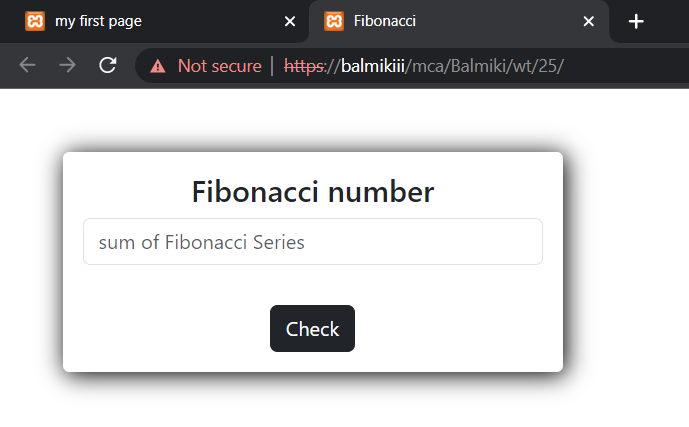 my first page
Fibonacci
Not secure | https://balmikiii/mca/Balmiki/wt/25/
Fibonacci number
sum of Fibonacci Series
Check